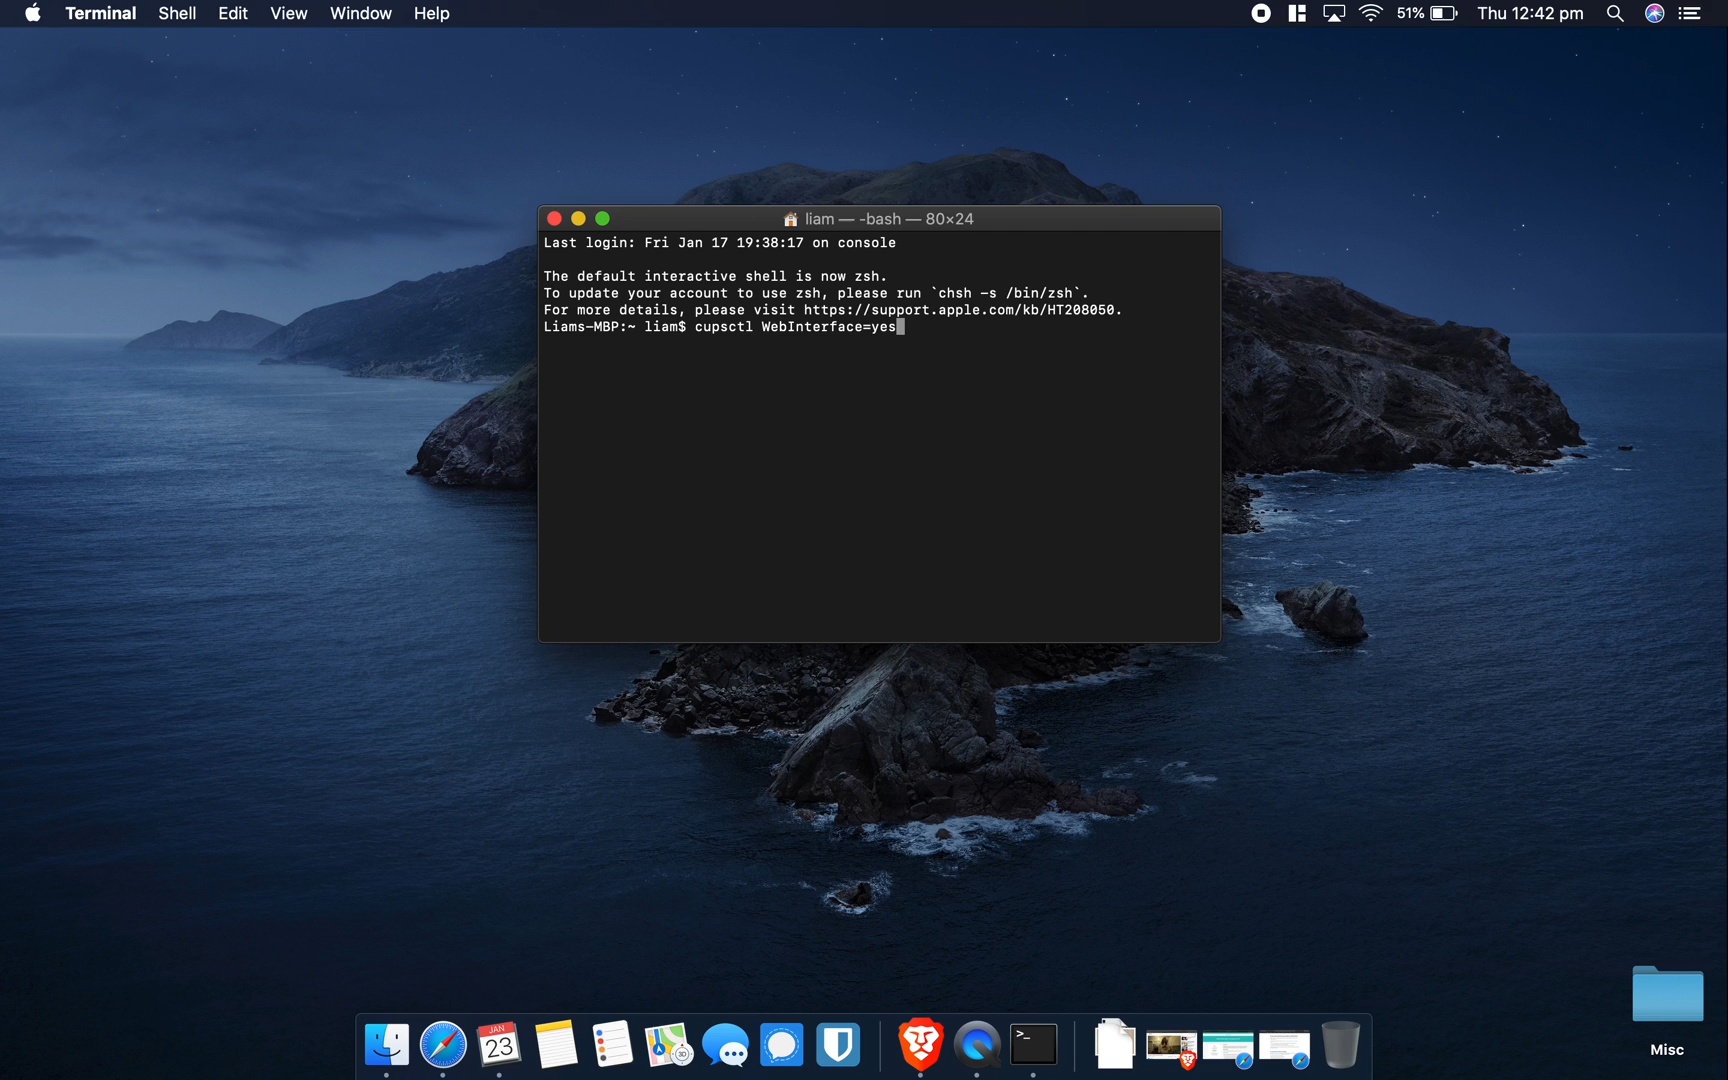 Terminal Shell Edit View Window Help 51% Thu 12:42 pm
liam — -bash — 80×24
Last login: Fri Jan 17 19:38:17 on console
The default interactive shell is now zsh.
To update your account to use zsh, please run `chsh -s /bin/zsh`.
For more details, please visit https://support.apple.com/kb/HT208050.
Liams-MBP:~ liam$ cupsctl WebInterface=yes
JAN
23
3D
>_
Misc